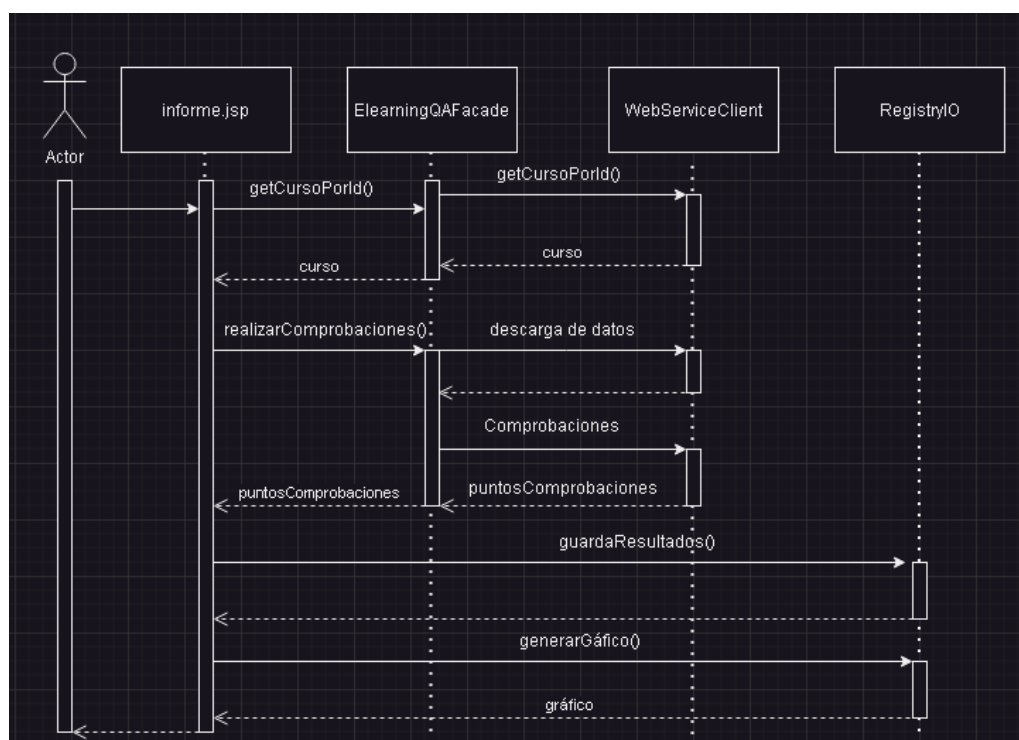 informe.jsp
ElearningQAFacade
WebServiceClient
RegistryIO
Actor
getCursoPorId()
getCursoPorId()
curso
curso
realizarComprobaciones()
descarga de datos
Comprobaciones
puntosComprobaciones
puntosComprobaciones
guardaResultados()
generarGáfico()
gráfico